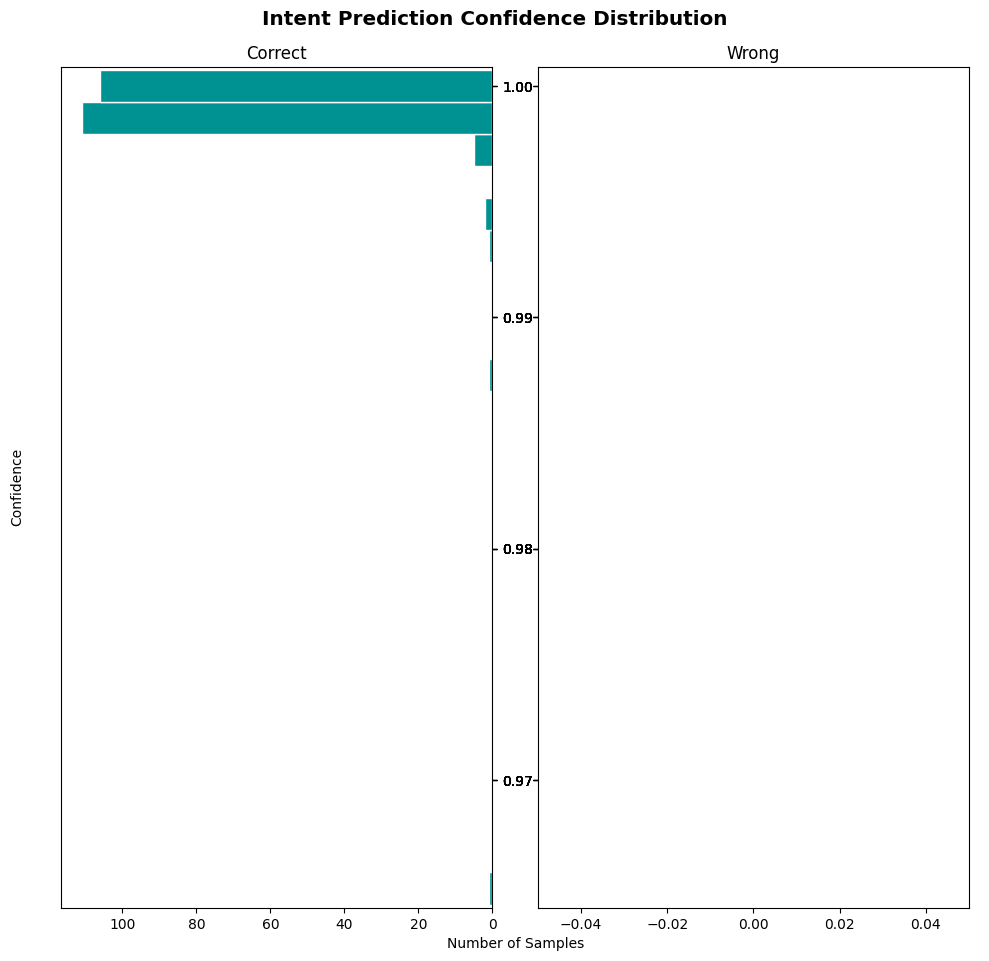 Intent Prediction Confidence Distribution
Correct
Wrong
1.00
0.99
0.98
0.97
Confidence
100 80 60 40 20 0
−0.04 −0.02 0.00 0.02 0.04
Number of Samples